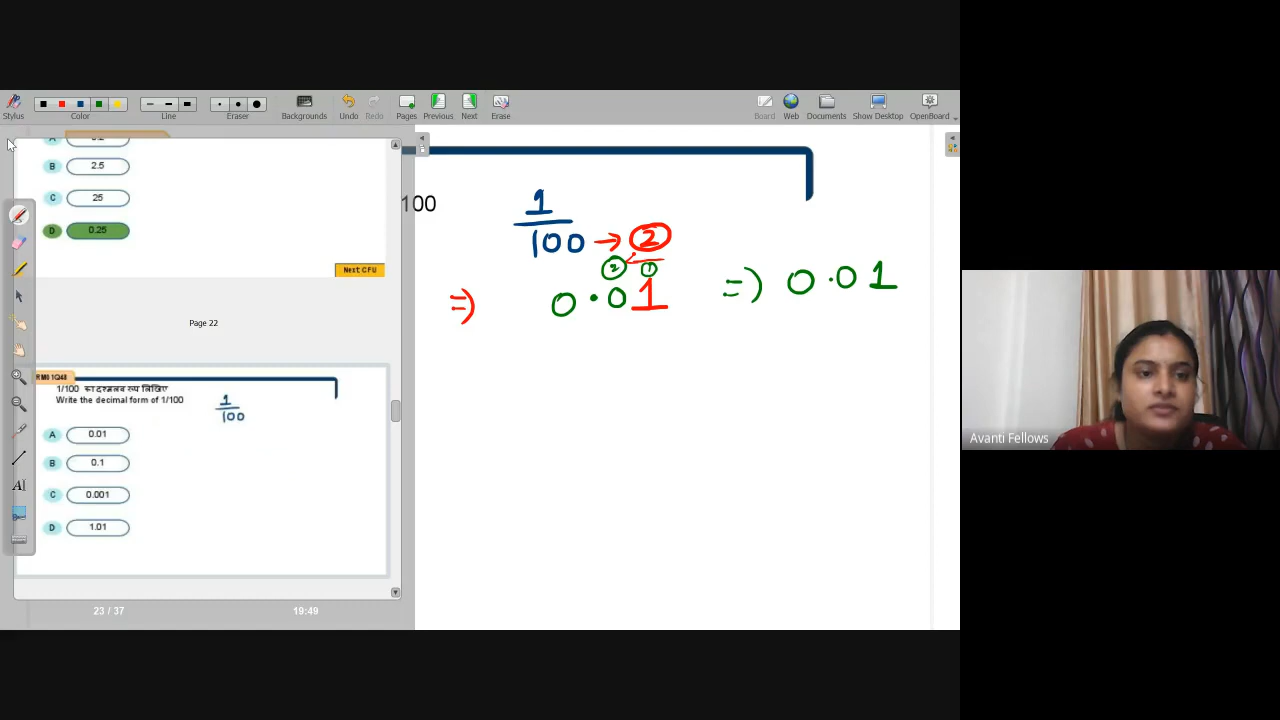 Stylus
Color
Line
Eraser
Backgrounds
Undo
Redo
Pages
Previous
Next
Erase
Board
Web
Documents
Show Desktop
OpenBoard
B 2.5
C 25
D 0.25
Next CFU
Page 22
1/100 का दशमलव रूप लिखिए
Write the decimal form of 1/100
1
100
A 0.01
B 0.1
C 0.001
D 1.01
23 / 37
19:49
100
1
100 → 2
2 1
=) 0.01 =) 0.01
Avanti Fellows